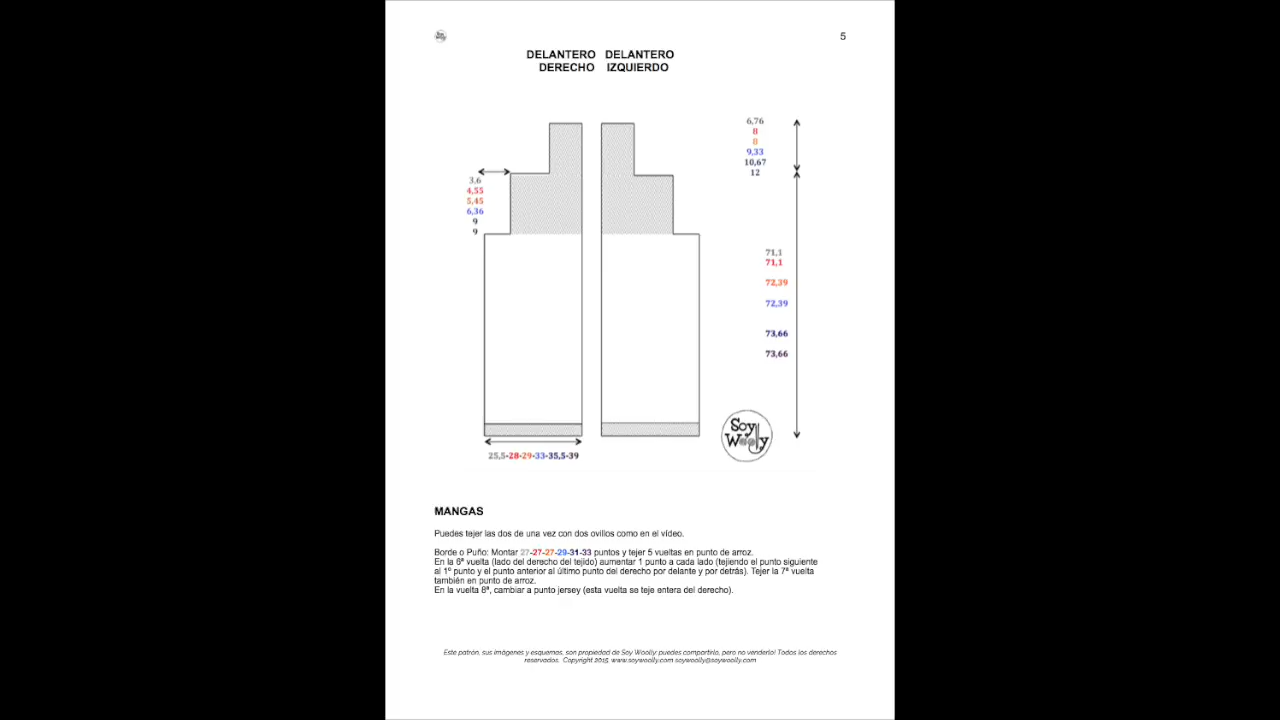 Soy Woolly
5
DELANTERO DELANTERO
DERECHO IZQUIERDO
6,76
8
8
9,33
10,67
12
3,6
4,55
5,45
6,36
9
9
71,1
71,1
72,39
72,39
73,66
73,66
Soy
Woolly
25,5-28-29-33-35,5-39
MANGAS
Puedes tejer las dos de una vez con dos ovillos como en el vídeo.
Borde o Puño: Montar 27-27-27-29-31-33 puntos y tejer 5 vueltas en punto de arroz.
En la 6ª vuelta (lado del derecho del tejido) aumentar 1 punto a cada lado (tejiendo el punto siguiente
al 1º punto y el punto anterior al último punto del derecho por delante y por detrás). Tejer la 7ª vuelta
también en punto de arroz.
En la vuelta 8ª, cambiar a punto jersey (esta vuelta se teje entera del derecho).
Este patrón, sus imágenes y esquemas, son propiedad de Soy Woolly: puedes compartirlo, pero no venderlo! Todos los derechos
reservados. Copyright 2015 www.soywoolly.com soywoolly@soywoolly.com